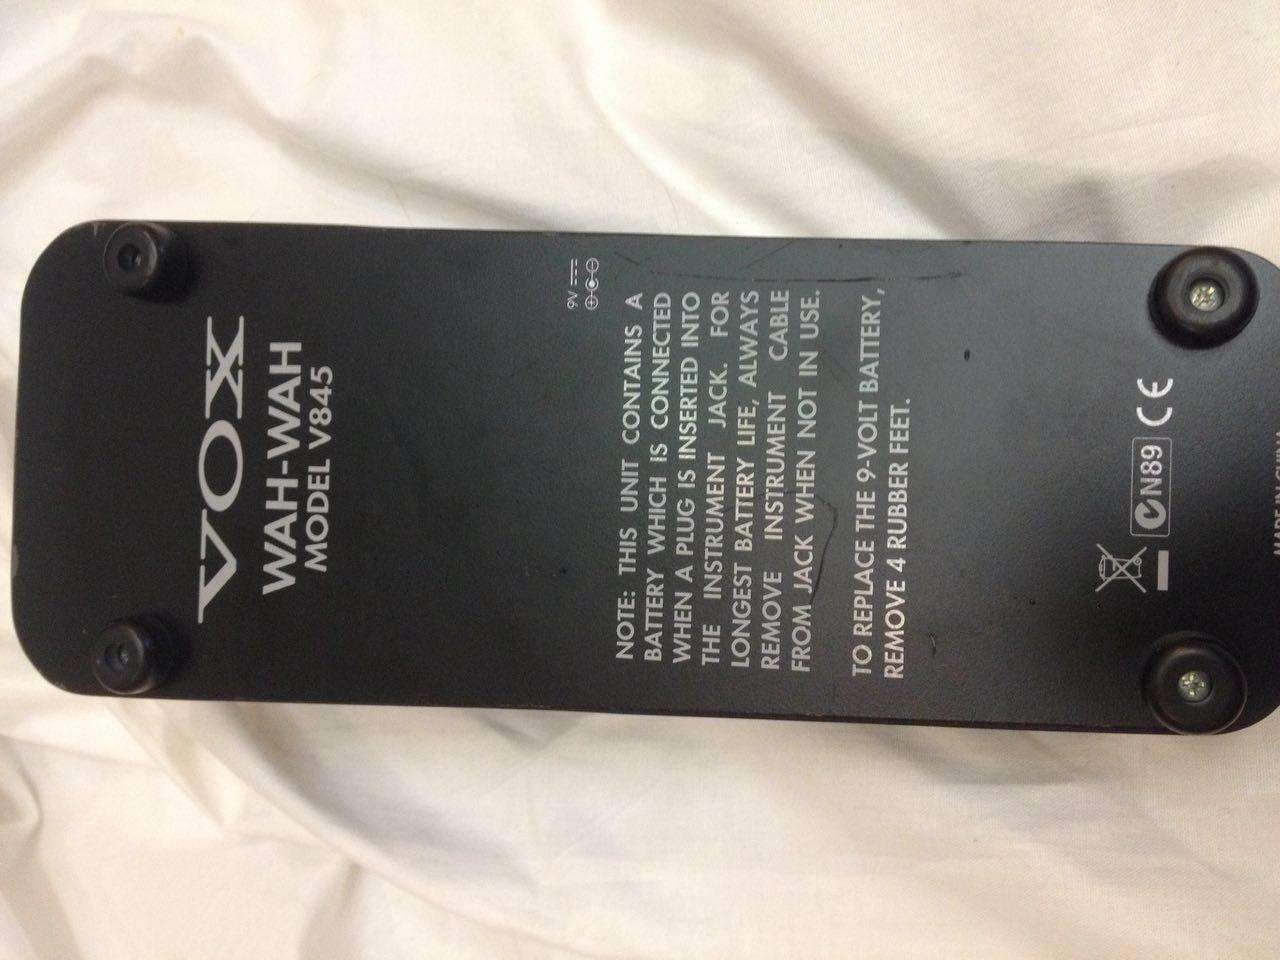 VOX
WAH-WAH
MODEL V845
9V
NOTE: THIS UNIT CONTAINS A
BATTERY WHICH IS CONNECTED
WHEN A PLUG IS INSERTED INTO
THE INSTRUMENT JACK. FOR
LONGEST BATTERY LIFE, ALWAYS
REMOVE INSTRUMENT CABLE
FROM JACK WHEN NOT IN USE.
TO REPLACE THE 9-VOLT BATTERY,
REMOVE 4 RUBBER FEET.
N89 CE